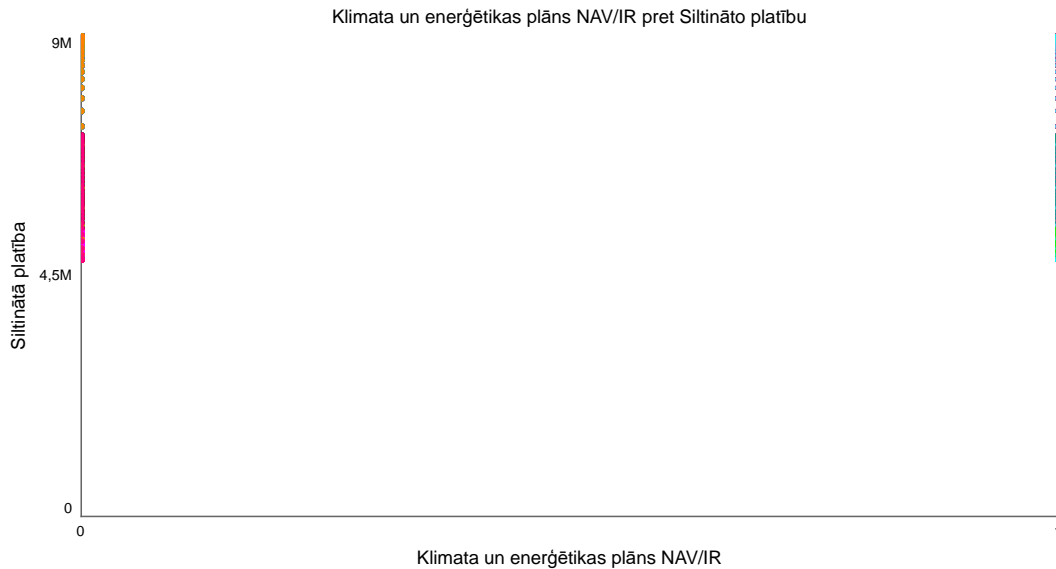 Klimata un enerģētikas plāns NAV/IR pret Siltināto platību
9M
4,5M
0
Siltinātā platība
0
Klimata un enerģētikas plāns NAV/IR